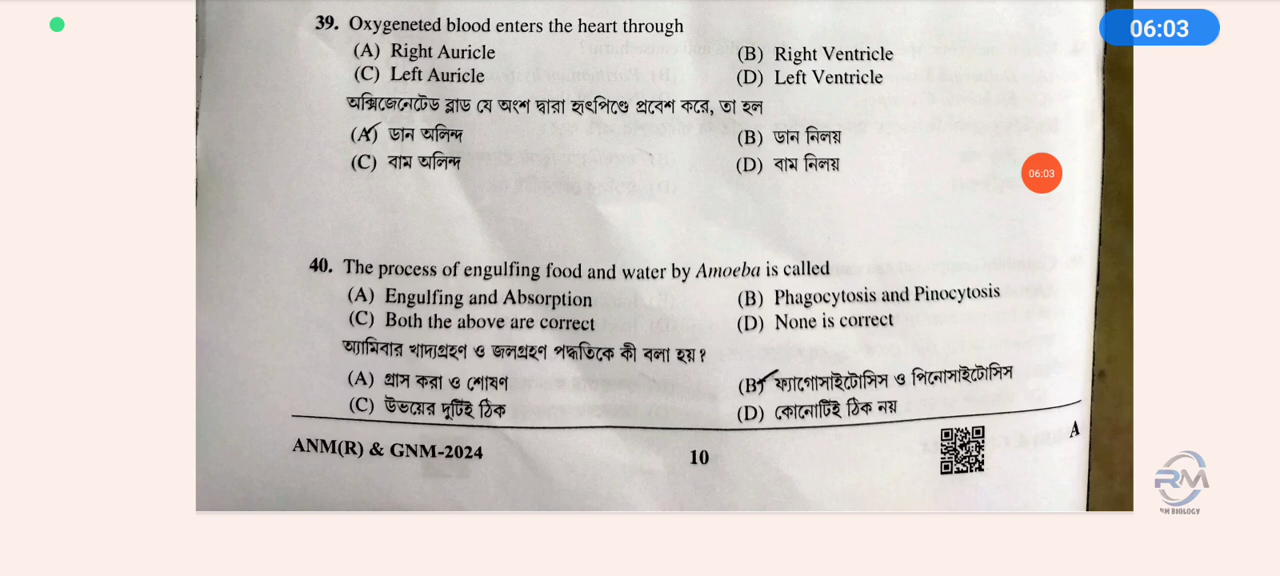 06:03
39. Oxygeneted blood enters the heart through
(A) Right Auricle (B) Right Ventricle
(C) Left Auricle (D) Left Ventricle
অক্সিজেনেটেড ব্লাড যে অংশ দ্বারা হৃৎপিণ্ডে প্রবেশ করে, তা হল
(A) ডান অলিন্দ (B) ডান নিলয়
(C) বাম অলিন্দ (D) বাম নিলয়
06:03
40. The process of engulfing food and water by Amoeba is called
(A) Engulfing and Absorption (B) Phagocytosis and Pinocytosis
(C) Both the above are correct (D) None is correct
অ্যামিবার খাদ্যগ্রহণ ও জলগ্রহণ পদ্ধতিকে কী বলা হয়?
(A) গ্রাস করা ও শোষণ (B) ফ্যাগোসাইটোসিস ও পিনোসাইটোসিস
(C) উভয়ের দুটিই ঠিক (D) কোনোটিই ঠিক নয়
ANM(R) & GNM-2024 10 A
RM
RM BIOLOGY